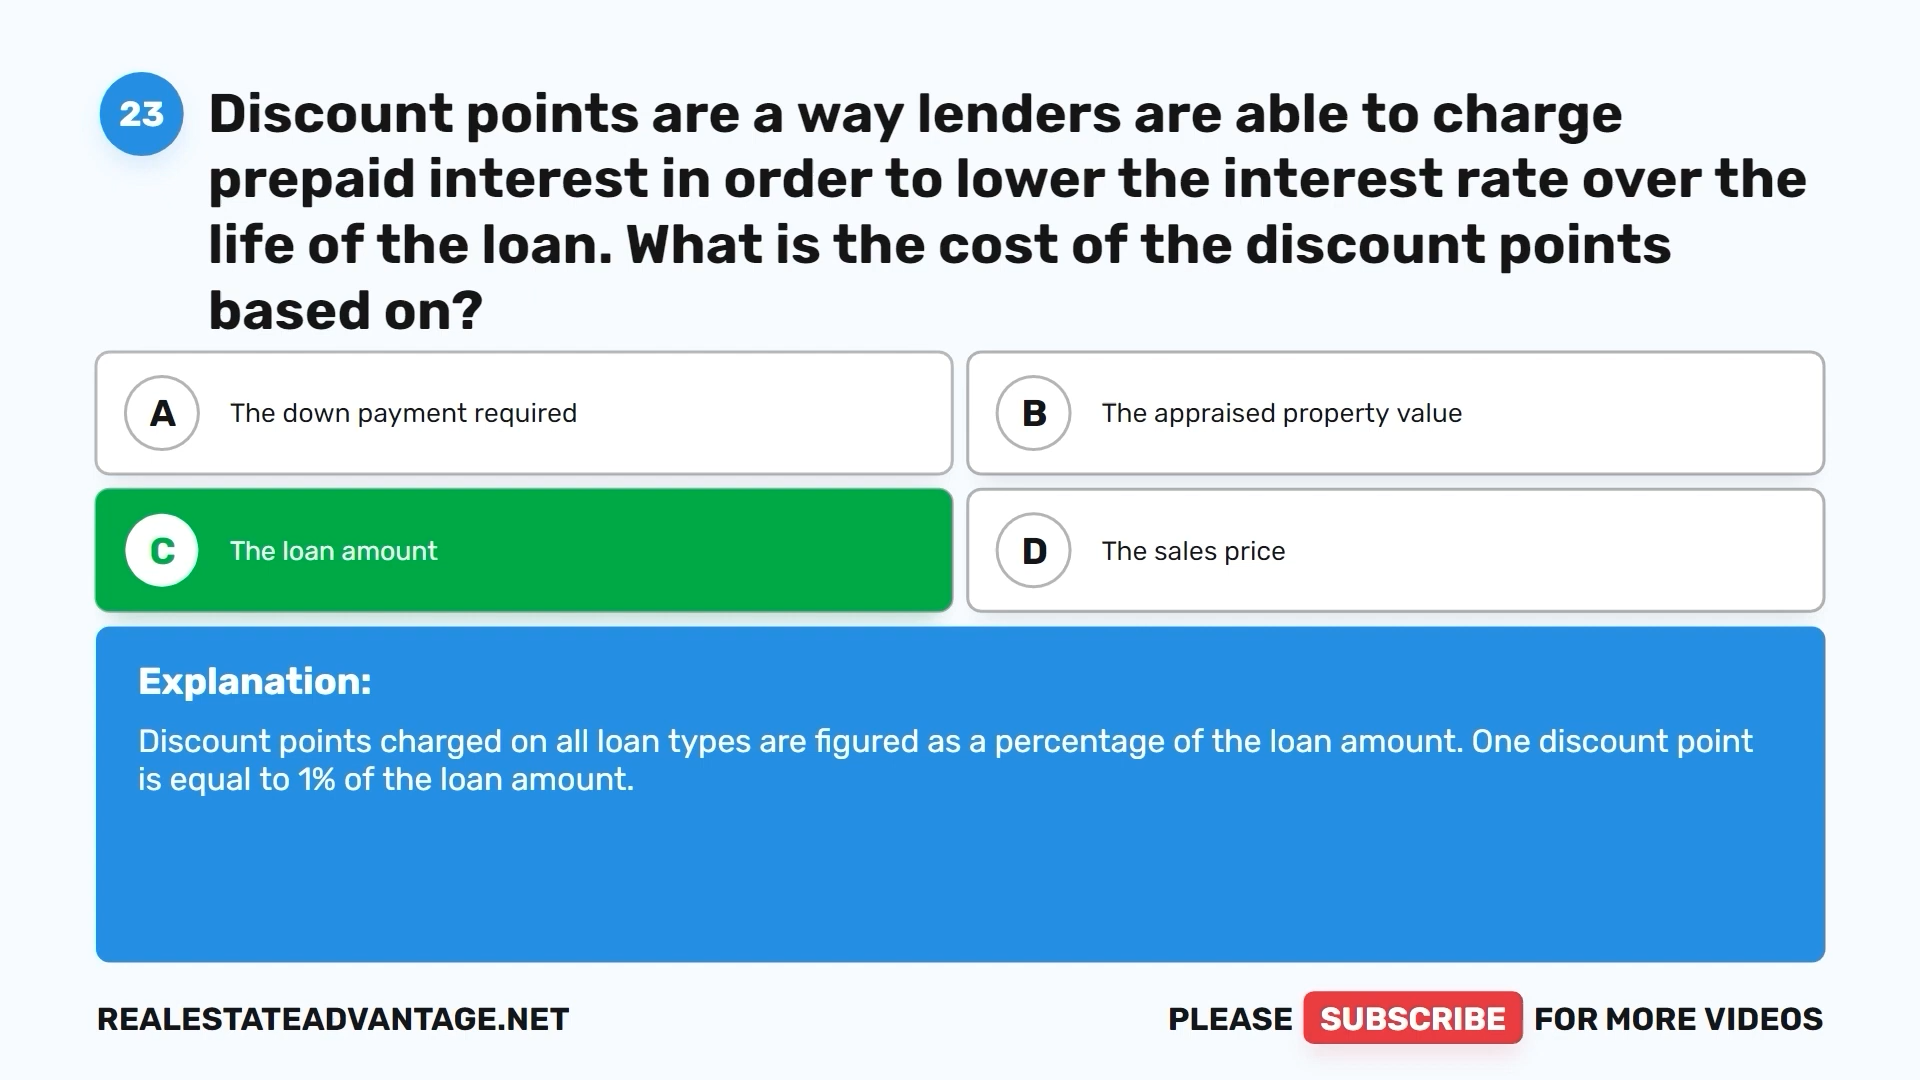 23
Discount points are a way lenders are able to charge
prepaid interest in order to lower the interest rate over the
life of the loan. What is the cost of the discount points
based on?
A The down payment required
B The appraised property value
C The loan amount
D The sales price
Explanation:
Discount points charged on all loan types are figured as a percentage of the loan amount. One discount point
is equal to 1% of the loan amount.
REALESTATEADVANTAGE.NET
PLEASE SUBSCRIBE FOR MORE VIDEOS